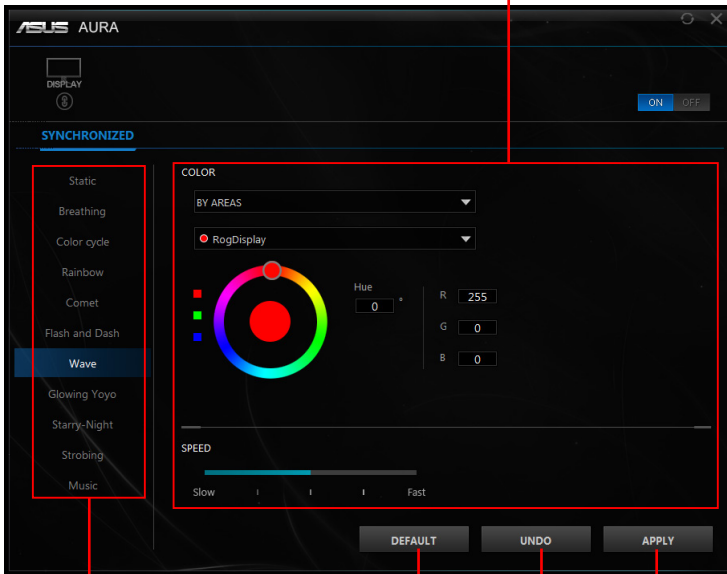 ASUS AURA
DISPLAY
ON OFF
SYNCHRONIZED
Static
Breathing
Color cycle
Rainbow
Comet
Flash and Dash
Wave
Glowing Yoyo
Starry-Night
Strobing
Music
COLOR
BY AREAS
RogDisplay
Hue
0 °
R 255
G 0
B 0
SPEED
Slow Fast
DEFAULT UNDO APPLY